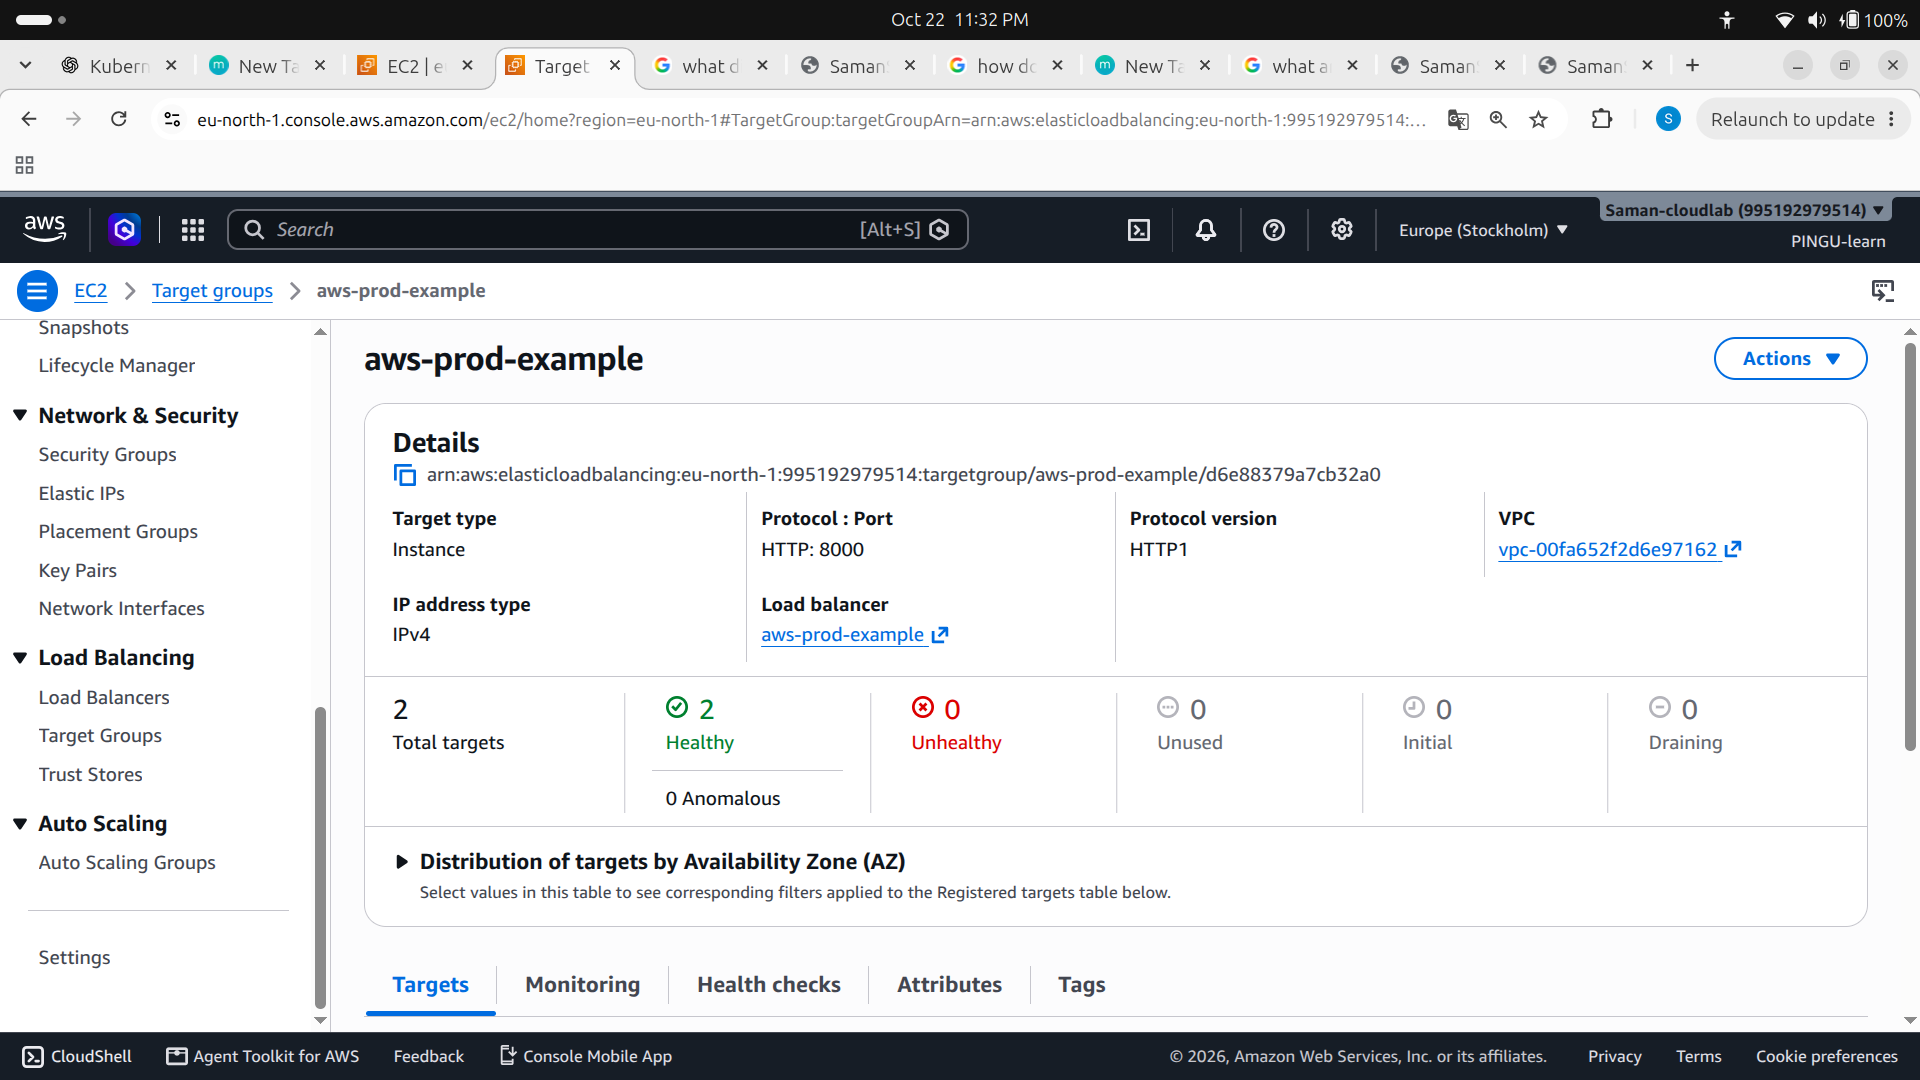 Oct 22 11:32 PM
100%
Kubern
New Ta
EC2 | e
Target
what d
Saman
how do
New Ta
what a
Saman
Saman
eu-north-1.console.aws.amazon.com/ec2/home?region=eu-north-1#TargetGroup:targetGroupArn=arn:aws:elasticloadbalancing:eu-north-1:995192979514:...
S
Relaunch to update
aws
Search
[Alt+S]
Europe (Stockholm)
Saman-cloudlab (995192979514)
PINGU-learn
EC2
Target groups
aws-prod-example
Snapshots
Lifecycle Manager
Network & Security
Security Groups
Elastic IPs
Placement Groups
Key Pairs
Network Interfaces
Load Balancing
Load Balancers
Target Groups
Trust Stores
Auto Scaling
Auto Scaling Groups
Settings
aws-prod-example
Actions
Details
arn:aws:elasticloadbalancing:eu-north-1:995192979514:targetgroup/aws-prod-example/d6e88379a7cb32a0
Target type
Instance
Protocol : Port
HTTP: 8000
Protocol version
HTTP1
VPC
vpc-00fa652f2d6e97162
IP address type
IPv4
Load balancer
aws-prod-example
2
Total targets
2
Healthy
0 Anomalous
0
Unhealthy
0
Unused
0
Initial
0
Draining
Distribution of targets by Availability Zone (AZ)
Select values in this table to see corresponding filters applied to the Registered targets table below.
Targets
Monitoring
Health checks
Attributes
Tags
CloudShell
Agent Toolkit for AWS
Feedback
Console Mobile App
© 2026, Amazon Web Services, Inc. or its affiliates.
Privacy
Terms
Cookie preferences